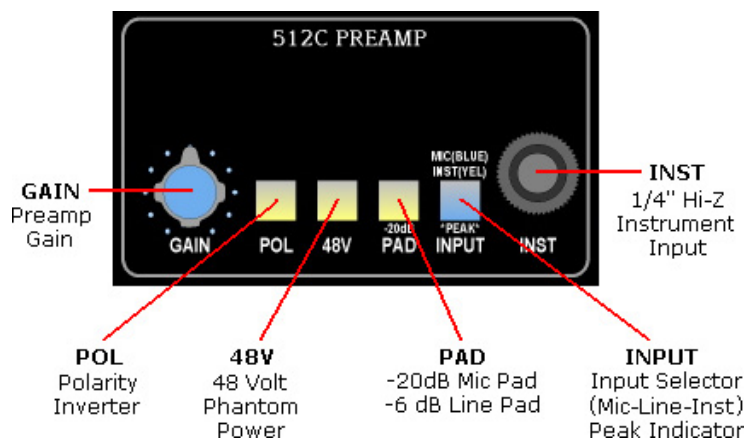 512C PREAMP
MIC(BLUE)
INST(YEL)
-20dB
*PEAK*
GAIN POL 48V PAD INPUT INST
GAIN
Preamp
Gain
INST
1/4" Hi-Z
Instrument
Input
POL
Polarity
Inverter
48V
48 Volt
Phantom
Power
PAD
-20dB Mic Pad
-6 dB Line Pad
INPUT
Input Selector
(Mic-Line-Inst)
Peak Indicator